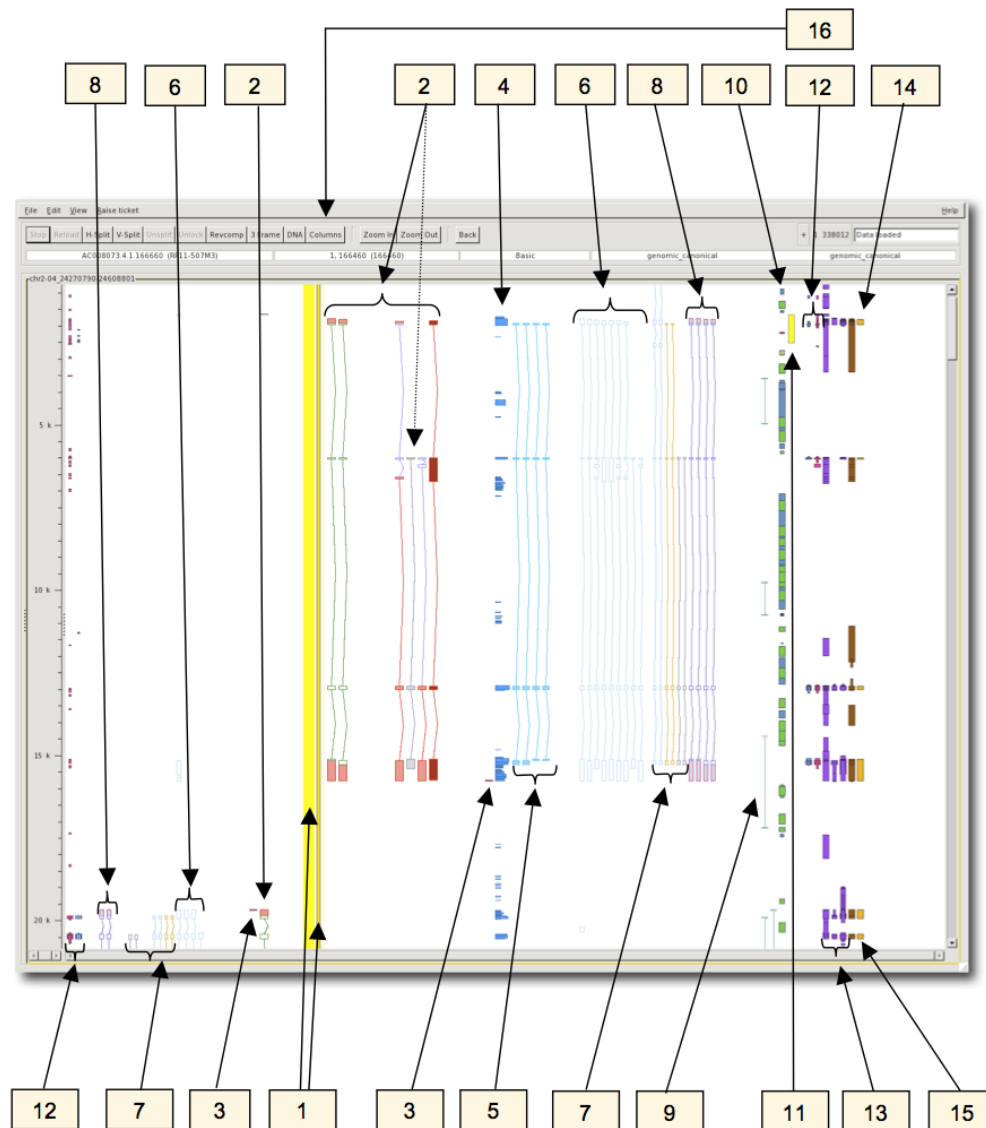 16
8 6 2 2 4 6 8 10 12 14
File Edit View Raise ticket Help
Stop Reload H-Split V-Split Unsplit Unlock Revcomp 3 Frame DNA Columns Zoom In Zoom Out Back + 1 338012 Data loaded
AC008073.4.1.166660 (RP11-507M3) 1, 166460 (166460) Basic genomic_canonical genomic_canonical
chr2-04_24270790-24608801
5 k
10 k
15 k
20 k
12 7 3 1 3 5 7 9 11 13 15